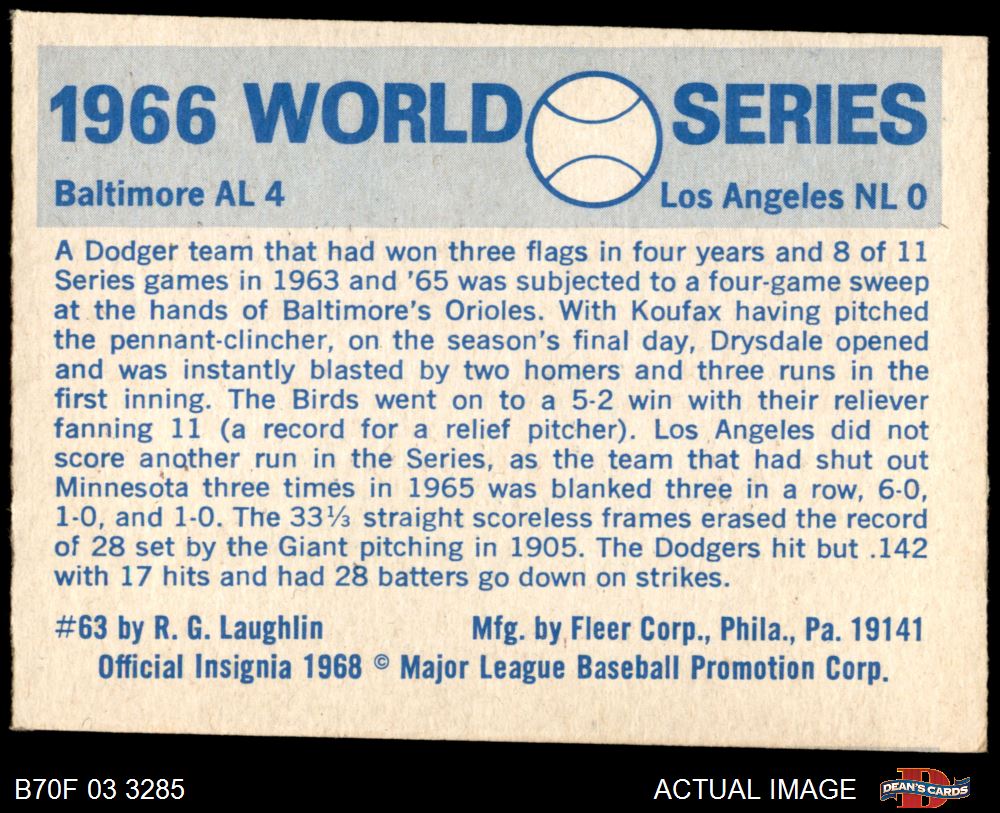 1966 WORLD SERIES
Baltimore AL 4 Los Angeles NL 0
A Dodger team that had won three flags in four years and 8 of 11
Series games in 1963 and '65 was subjected to a four-game sweep
at the hands of Baltimore's Orioles. With Koufax having pitched
the pennant-clincher, on the season's final day, Drysdale opened
and was instantly blasted by two homers and three runs in the
first inning. The Birds went on to a 5-2 win with their reliever
fanning 11 (a record for a relief pitcher). Los Angeles did not
score another run in the Series, as the team that had shut out
Minnesota three times in 1965 was blanked three in a row, 6-0,
1-0, and 1-0. The 33⅓ straight scoreless frames erased the record
of 28 set by the Giant pitching in 1905. The Dodgers hit but .142
with 17 hits and had 28 batters go down on strikes.
#63 by R. G. Laughlin Mfg. by Fleer Corp., Phila., Pa. 19141
Official Insignia 1968 © Major League Baseball Promotion Corp.
B70F 03 3285 ACTUAL IMAGE D DEAN'S CARDS